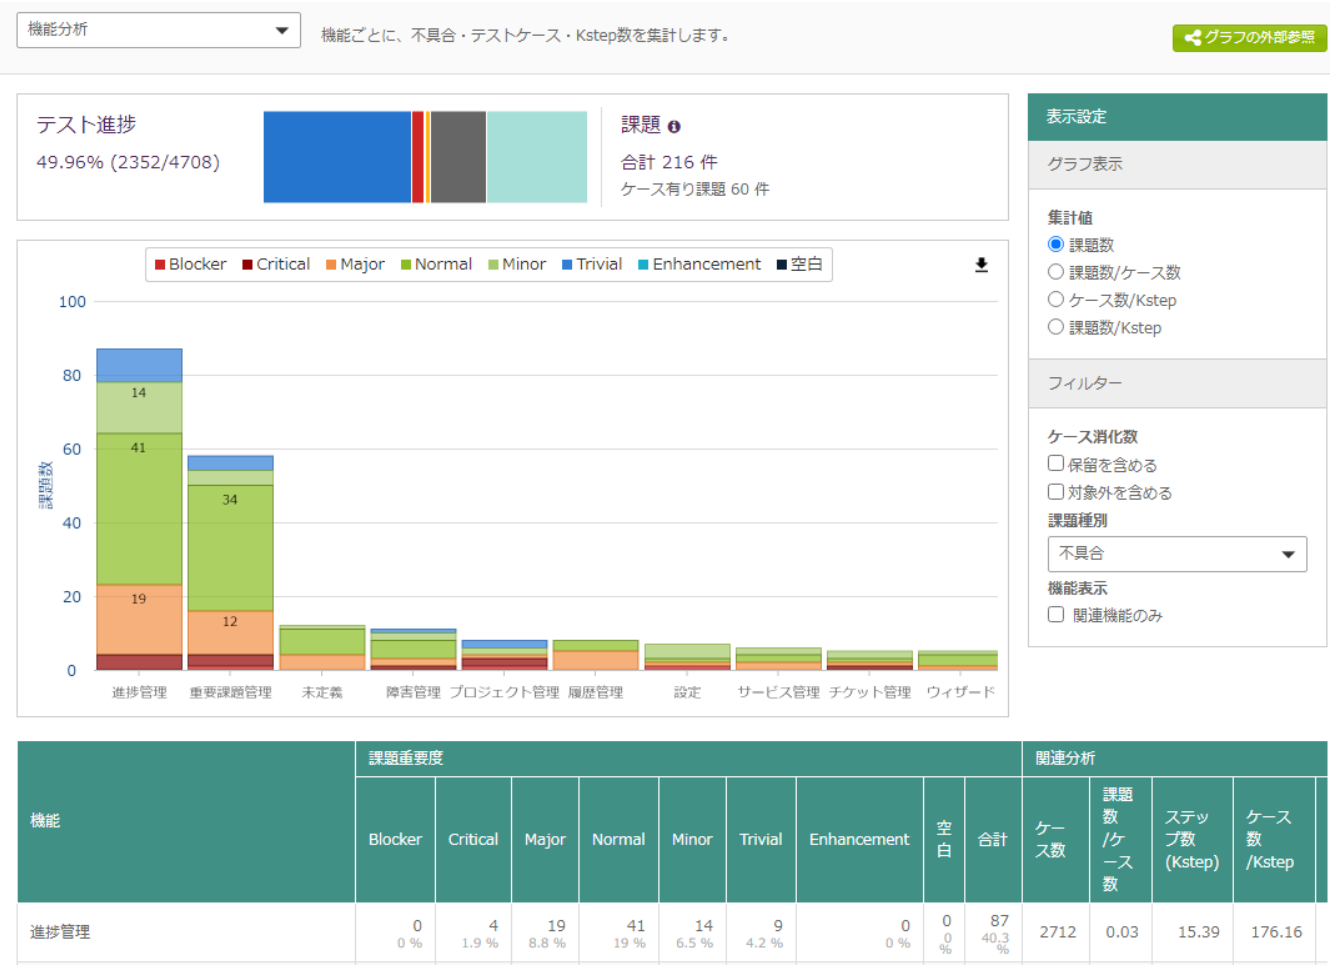 機能分析
機能ごとに、不具合・テストケース・Kstep数を集計します。
グラフの外部参照
テスト進捗
49.96% (2352/4708)
課題
合計 216 件
ケース有り課題 60 件
Blocker Critical Major Normal Minor Trivial Enhancement 空白
100
80
60
40
20
0
課題数
14
41
19
34
12
進捗管理 重要課題管理 未定義 障害管理 プロジェクト管理 履歴管理 設定 サービス管理 チケット管理 ウィザード
表示設定
グラフ表示
集計値
課題数
課題数/ケース数
ケース数/Kstep
課題数/Kstep
フィルター
ケース消化数
保留を含める
対象外を含める
課題種別
不具合
機能表示
関連機能のみ
機能
課題重要度
関連分析
Blocker
Critical
Major
Normal
Minor
Trivial
Enhancement
空
白
合計
ケー
ス数
課題
数
/ケ
ース
数
ステッ
プ数
(Kstep)
ケース
数
/Kstep
進捗管理
0
0 %
4
1.9 %
19
8.8 %
41
19 %
14
6.5 %
9
4.2 %
0
0 %
0
0
%
87
40.3
%
2712
0.03
15.39
176.16